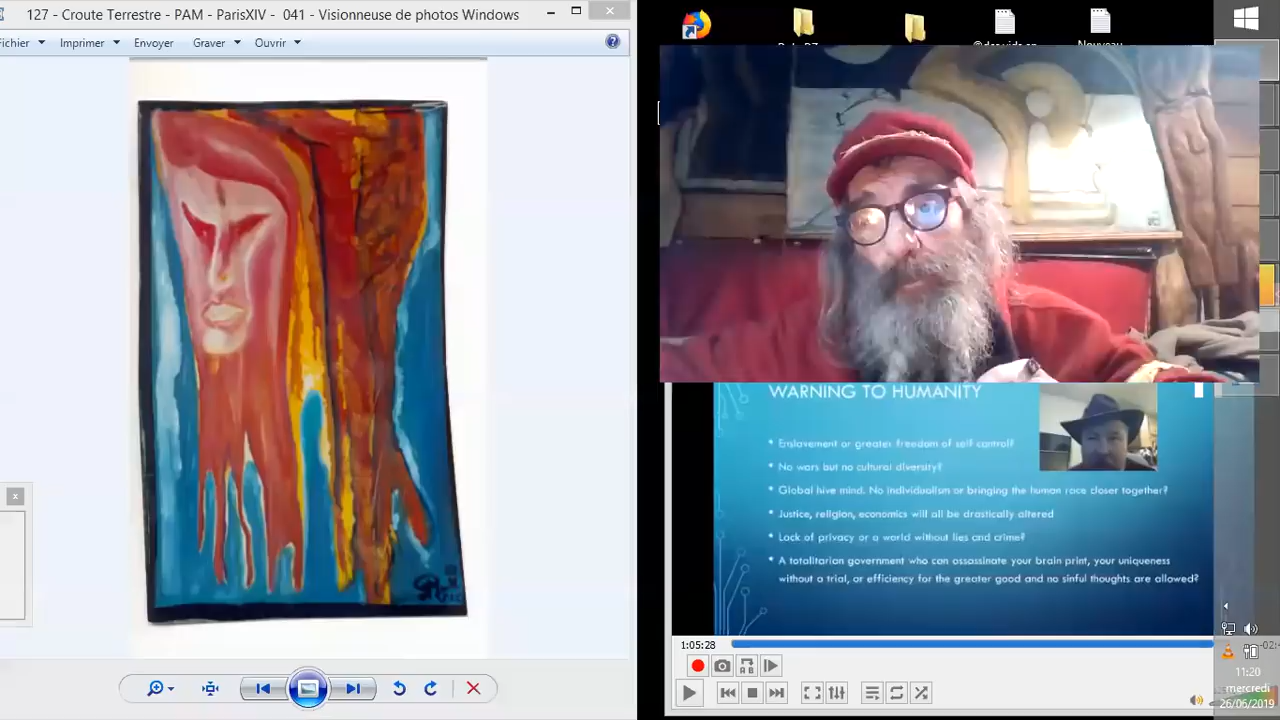 127 - Croute Terrestri - PAM ... ParisXIV - Orl - Visionnaise de photos Windows
Fichier Imprimer Envoyer Graver Ouvrir
Nouveau
WARNING TO HUMANITY
* Enslavement or greater freedom of self control?
* No wars but no cultural diversity?
* Global hive mind. No individualism or bringing the human race closer together?
* Justice, religion, economics will all be drastically altered
* Lack of privacy or a world without lies and crime?
* A totalitarian government who can assassinate your brain print, your uniqueness
without a trial, or efficiency for the greater good and no sinful thoughts are allowed?
1:05:28
11:20
mercredi
26/06/2019